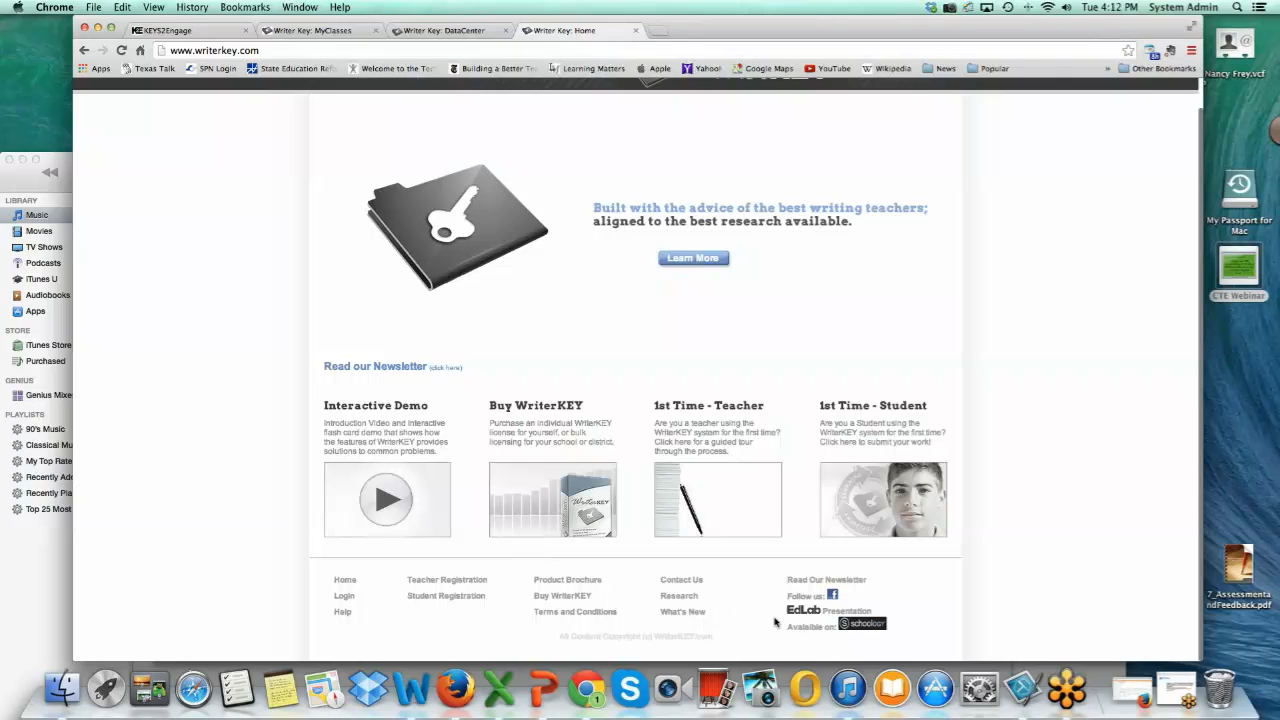 Chrome File Edit View History Bookmarks Window Help
Tue 4:12 PM System Admin
KEYS2Engage
Writer Key: MyClasses
Writer Key: DataCenter
Writer Key: Home
www.writerkey.com
Apps Texas Talk SPN Login State Education Refo Welcome to the Tec Building a Better Tea Learning Matters Apple Yahoo! Google Maps YouTube Wikipedia News Popular » Other Bookmarks
Built with the advice of the best writing teachers;
aligned to the best research available.
Learn More
Read our Newsletter (click here)
Interactive Demo
Introduction Video and Interactive
flash card demo that shows how
the features of WriterKEY provides
solutions to common problems.
Buy WriterKEY
Purchase an individual WriterKEY
license for yourself, or bulk
licensing for your school or district.
WriterKEY
1st Time - Teacher
Are you a teacher using the
WriterKEY system for the first time?
Click here for a guided tour
through the process.
1st Time - Student
Are you a Student using the
WriterKEY system for the first time?
Click here to submit your work!
Home
Login
Help
Teacher Registration
Student Registration
Product Brochure
Buy WriterKEY
Terms and Conditions
Contact Us
Research
What's New
Read Our Newsletter
Follow us:
EdLab Presentation
Available on: S schoology
All Content Copyright (c) WriterKEY.com
LIBRARY
Music
Movies
TV Shows
Podcasts
iTunes U
Audiobooks
Apps
STORE
iTunes Store
Purchased
GENIUS
Genius Mixe
PLAYLISTS
90's Music
Classical Mu
My Top Rate
Recently Add
Recently Pla
Top 25 Most
Nancy Frey.vcf
My Passport for
Mac
CTE Webinar
7_Assessmenta
ndFeedback.pdf